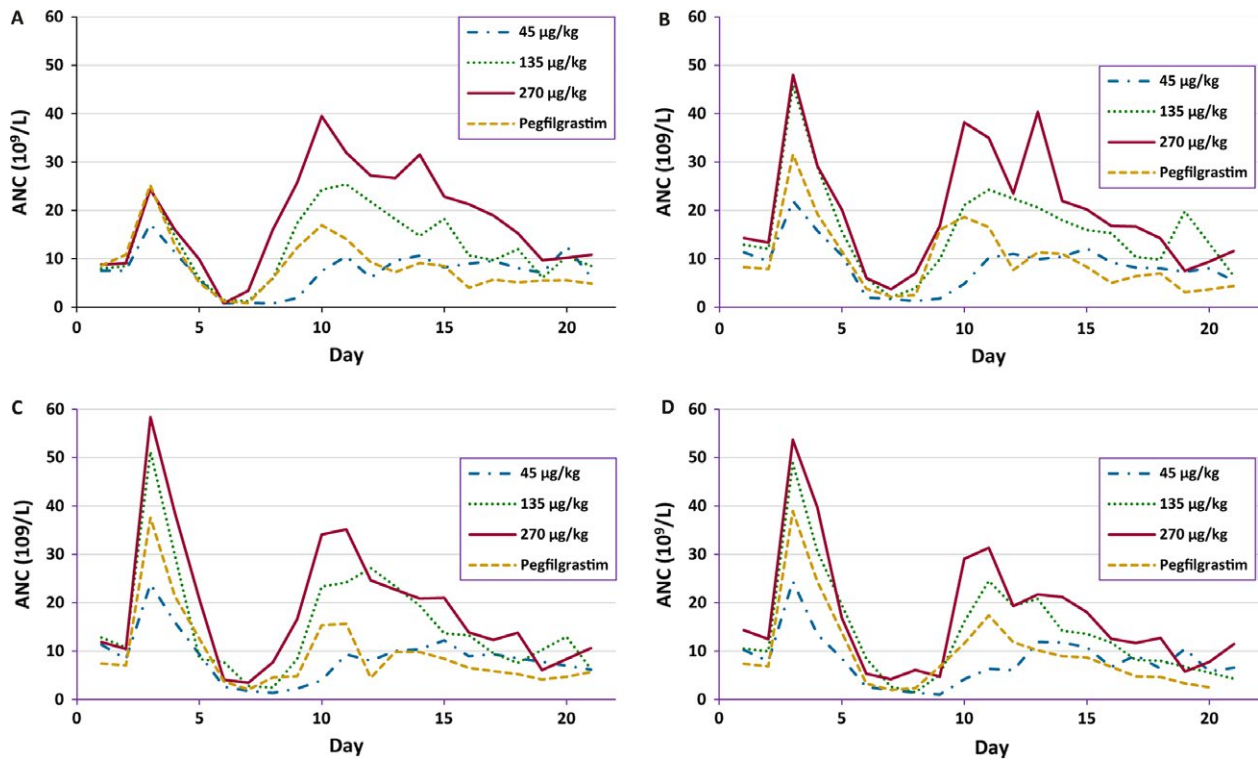 A
ANC (10⁹/L)
60
50
40
30
20
10
0
45 µg/kg
135 µg/kg
270 µg/kg
Pegfilgrastim
0
5
10
15
20
Day
B
ANC (109/L)
60
50
40
30
20
10
0
45 µg/kg
135 µg/kg
270 µg/kg
Pegfilgrastim
0
5
10
15
20
Day
C
ANC (109/L)
60
50
40
30
20
10
0
45 µg/kg
135 µg/kg
270 µg/kg
Pegfilgrastim
0
5
10
15
20
Day
D
ANC (10⁹/L)
60
50
40
30
20
10
0
45 µg/kg
135 µg/kg
270 µg/kg
Pegfilgrastim
0
5
10
15
20
Day